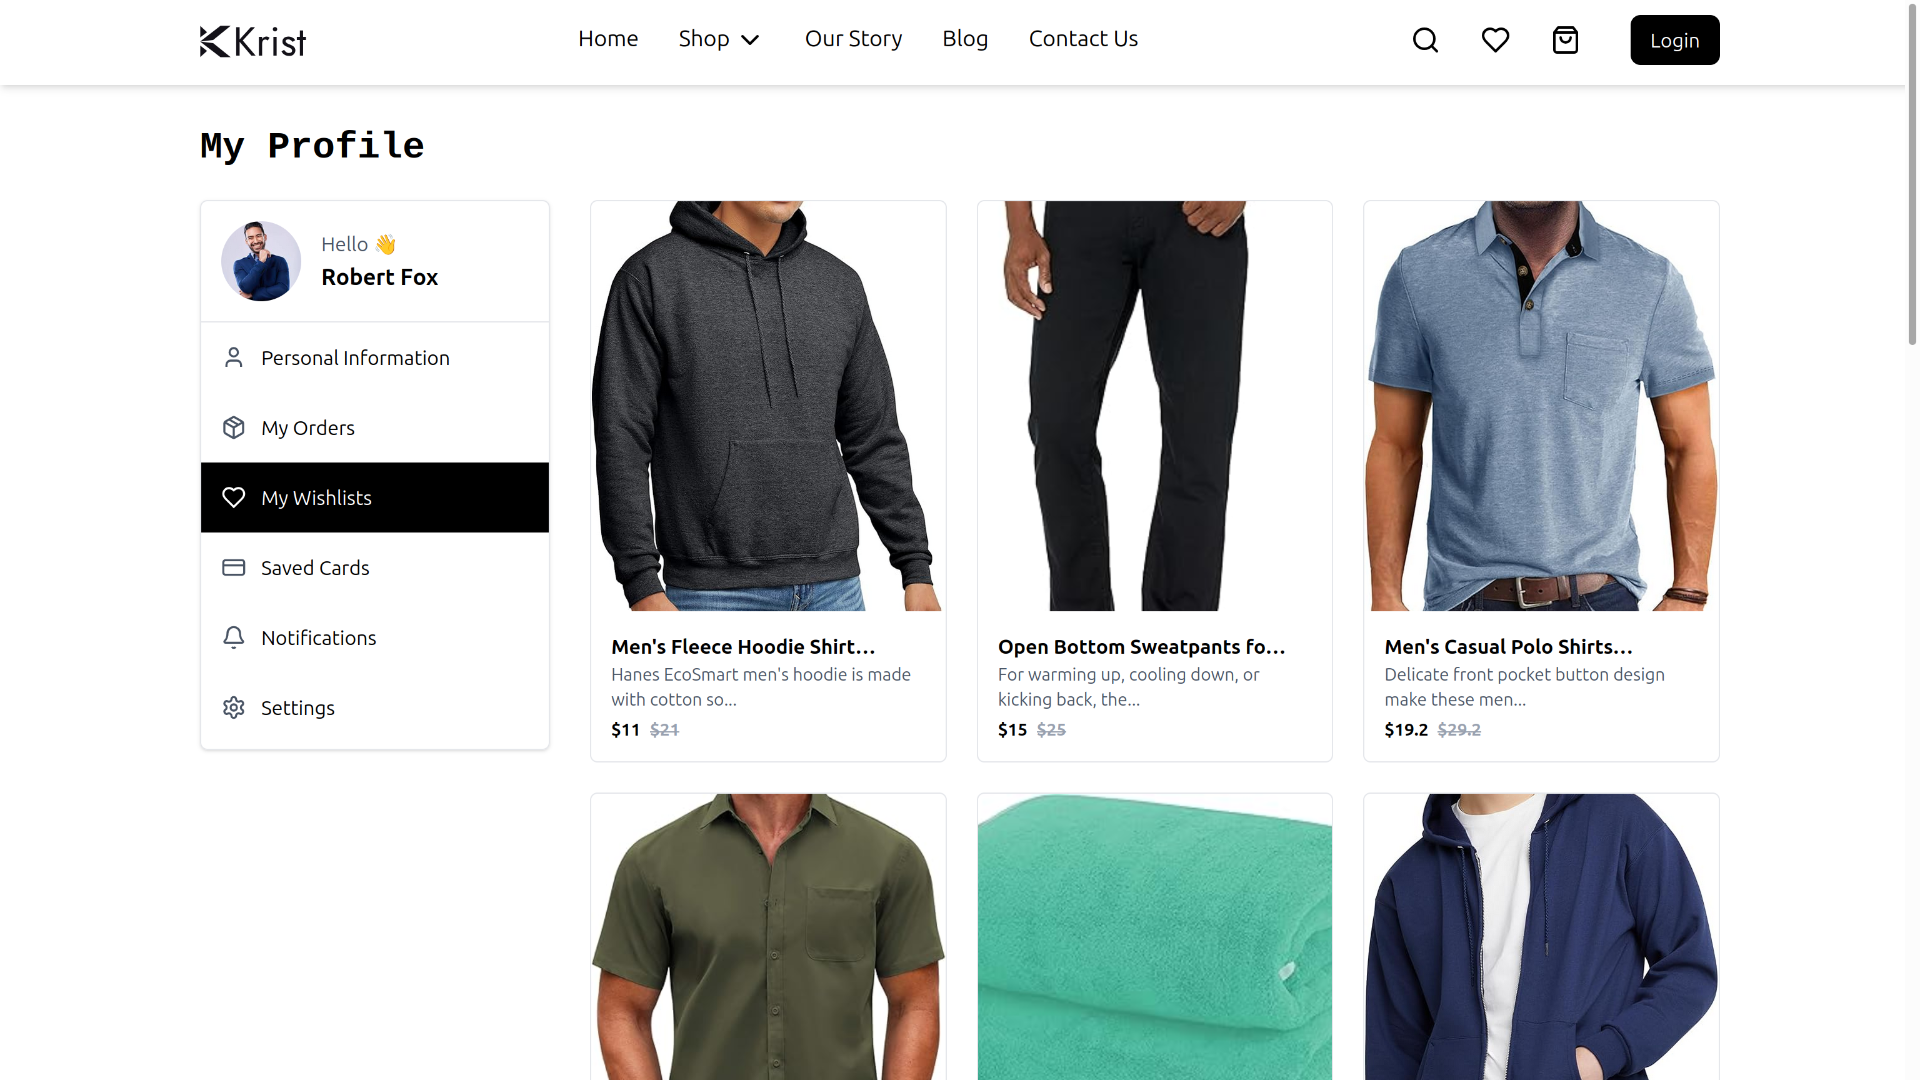 Krist
Home
Shop
Our Story
Blog
Contact Us
Login
My Profile
Hello 👋
Robert Fox
Personal Information
My Orders
My Wishlists
Saved Cards
Notifications
Settings
Men's Fleece Hoodie Shirt...
Hanes EcoSmart men's hoodie is made
with cotton so...
$11 $21
Open Bottom Sweatpants fo...
For warming up, cooling down, or
kicking back, the...
$15 $25
Men's Casual Polo Shirts...
Delicate front pocket button design
make these men...
$19.2 $29.2